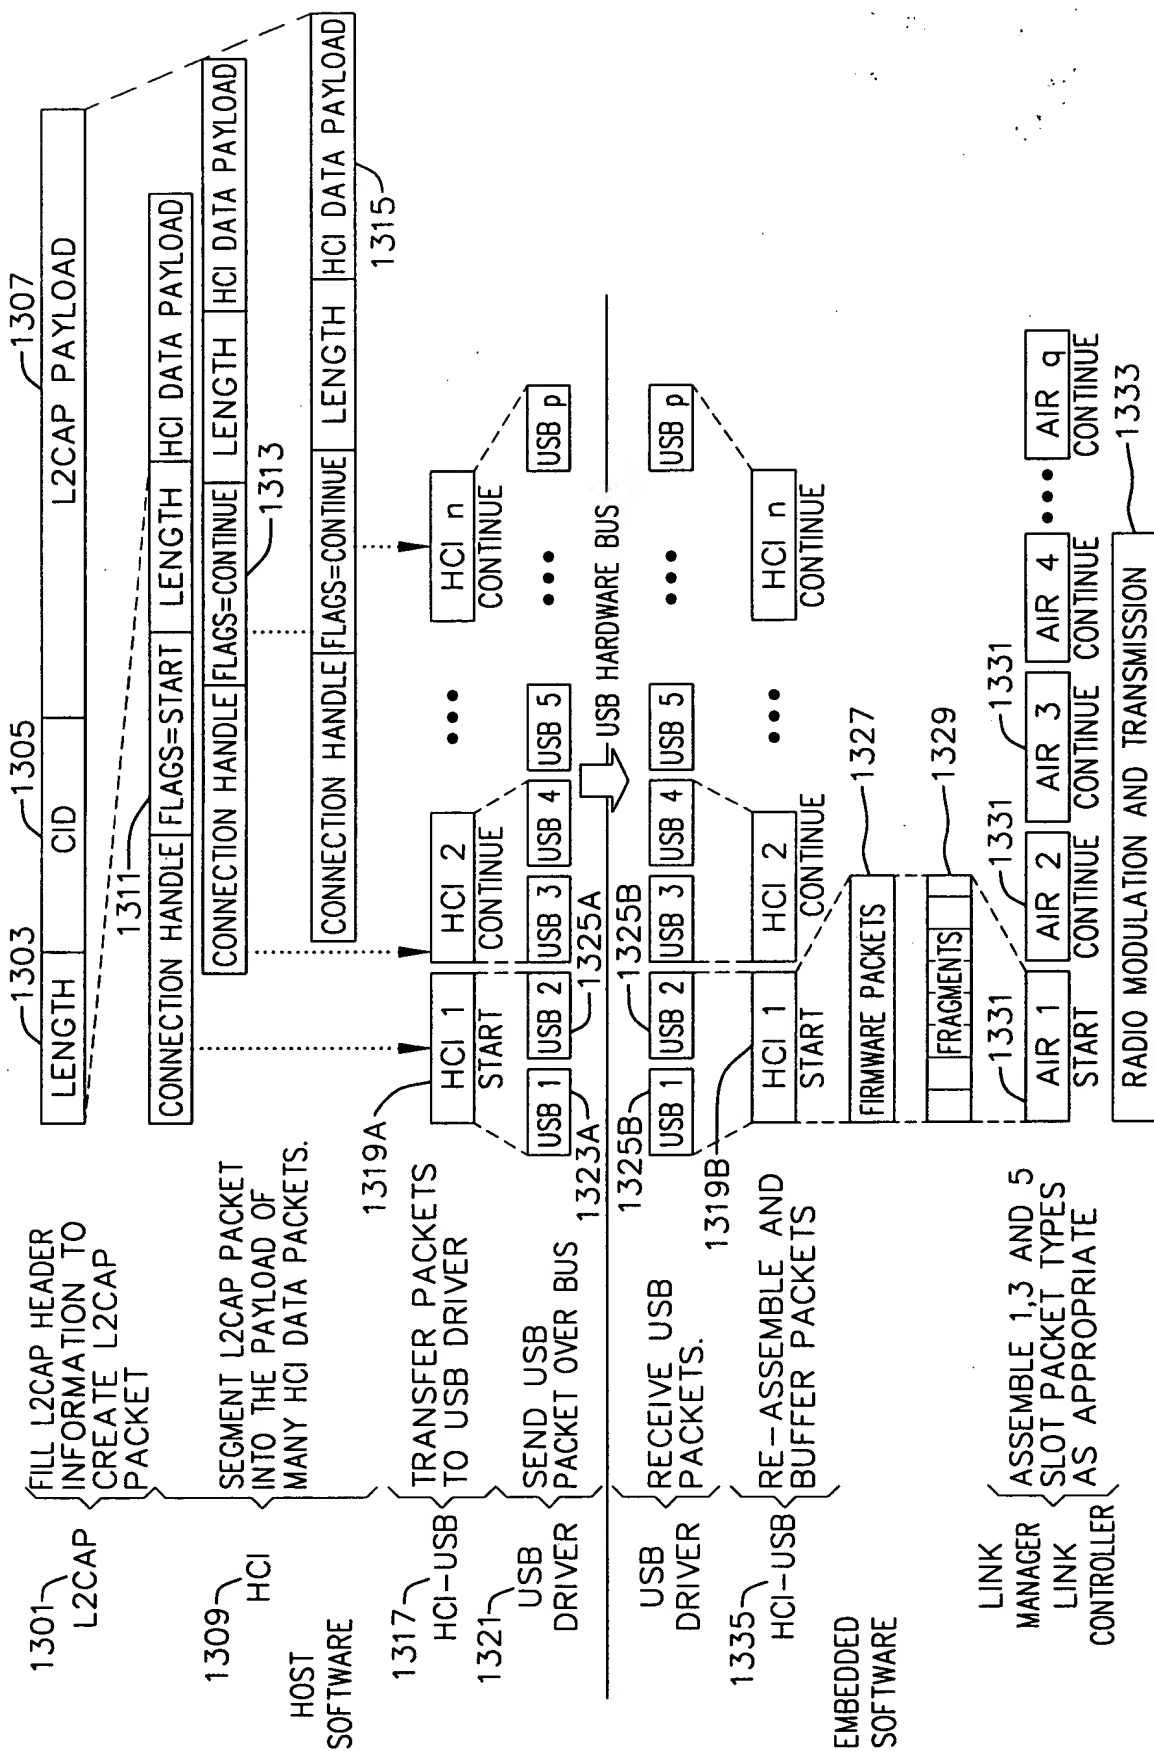 1301
L2CAP
FILL L2CAP HEADER
INFORMATION TO
CREATE L2CAP
PACKET
1303
1305
1307
LENGTH
CID
L2CAP PAYLOAD
1309
HCI
HOST
SOFTWARE
SEGMENT L2CAP PACKET
INTO THE PAYLOAD OF
MANY HCI DATA PACKETS.
1311
CONNECTION HANDLE
FLAGS=START
LENGTH
HCI DATA PAYLOAD
CONNECTION HANDLE
FLAGS=CONTINUE
LENGTH
HCI DATA PAYLOAD
1313
CONNECTION HANDLE
FLAGS=CONTINUE
LENGTH
HCI DATA PAYLOAD
1315
1317
HCI-USB
TRANSFER PACKETS
TO USB DRIVER
1319A
HCI 1
START
HCI 2
CONTINUE
HCI n
CONTINUE
1321
USB
DRIVER
SEND USB
PACKET OVER BUS
USB 1
USB 2
USB 3
USB 4
USB 5
USB p
1323A
1325A
USB HARDWARE BUS
USB
DRIVER
RECEIVE USB
PACKETS.
1325B
1325B
USB 1
USB 2
USB 3
USB 4
USB 5
USB p
1335
HCI-USB
EMBEDDED
SOFTWARE
RE-ASSEMBLE AND
BUFFER PACKETS
1319B
HCI 1
START
HCI 2
CONTINUE
HCI n
CONTINUE
FIRMWARE PACKETS
1327
FRAGMENTS
1329
LINK
MANAGER
LINK
CONTROLLER
ASSEMBLE 1,3 AND 5
SLOT PACKET TYPES
AS APPROPRIATE
1331
1331
1331
AIR 1
START
AIR 2
CONTINUE
AIR 3
CONTINUE
AIR 4
CONTINUE
AIR q
CONTINUE
RADIO MODULATION AND TRANSMISSION
1333